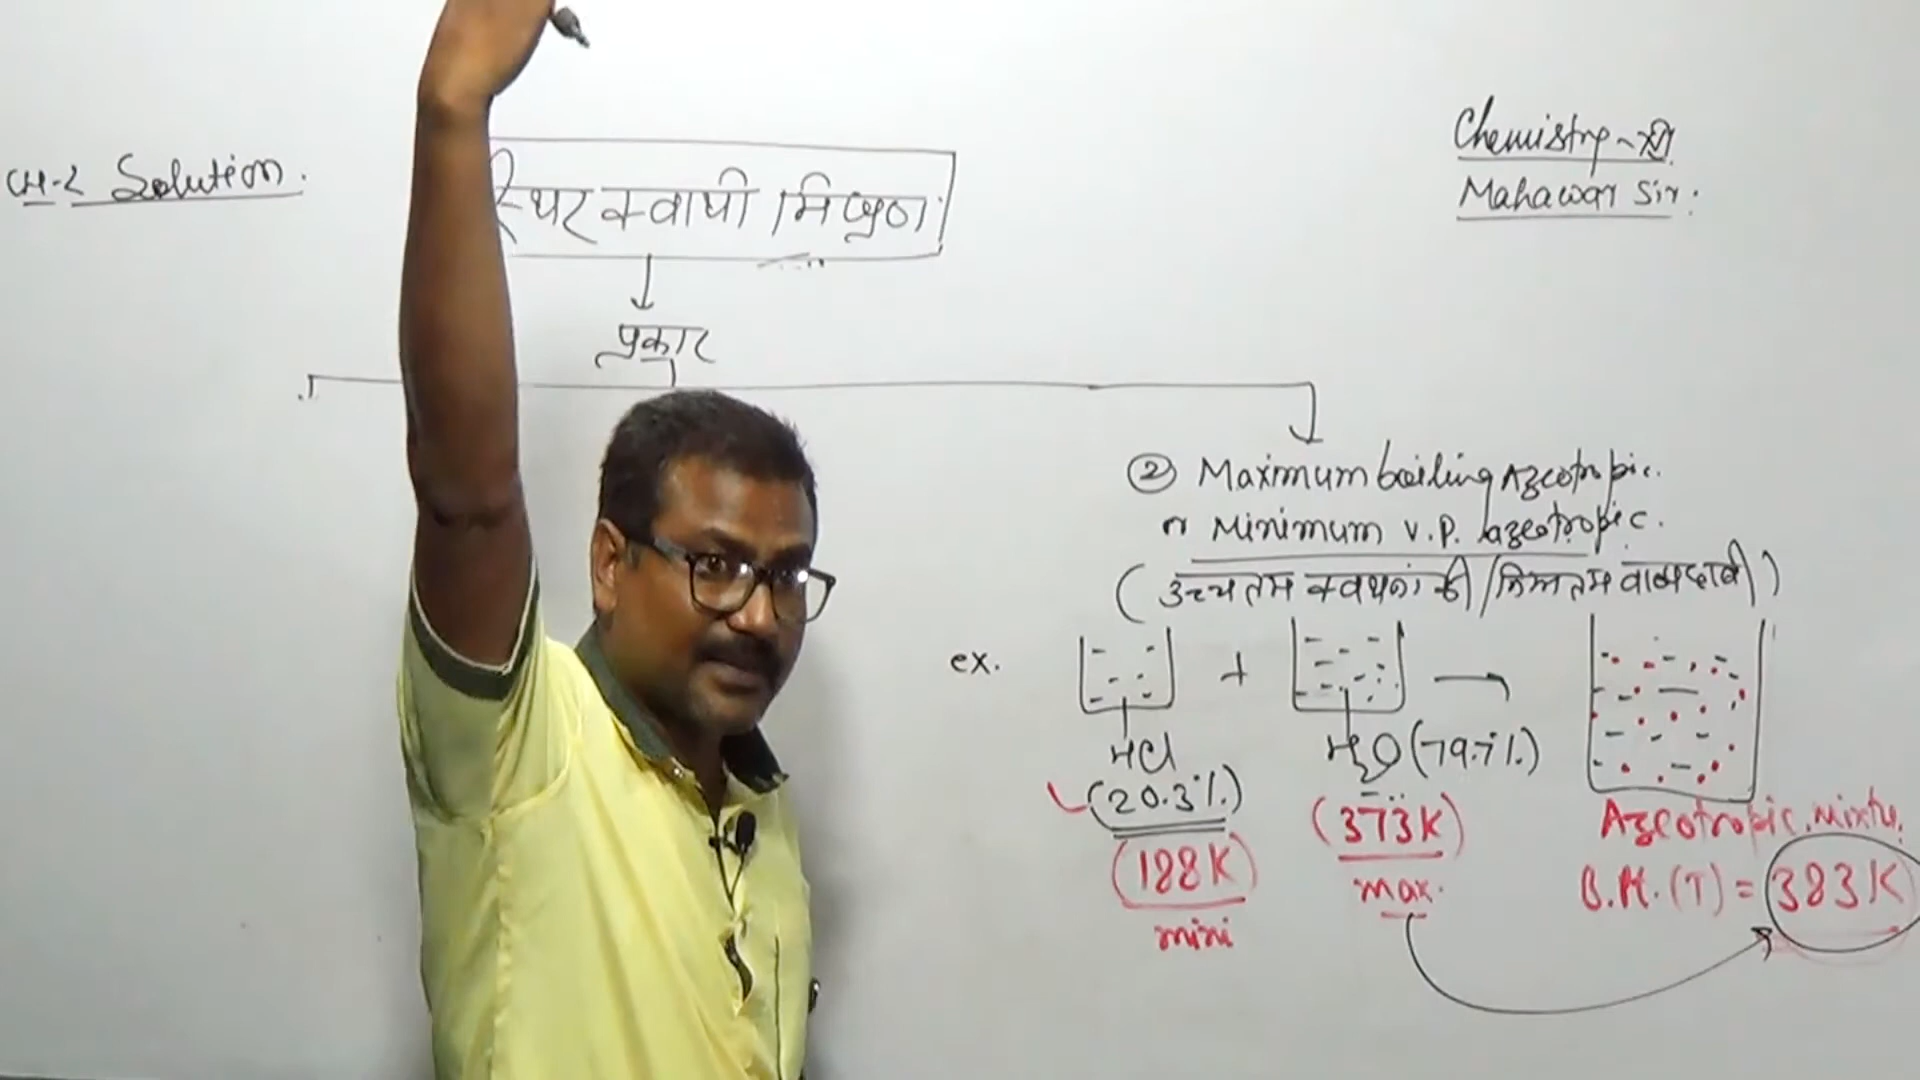 CH-2 Solution.
स्थिर क्वाथी मिश्रण
प्रकार
Chemistry-XII
Mahawar Sir.
② Maximum boiling Azeotropic.
or Minimum V.P. azeotropic.
(उच्चतम क्वथनांकी/निम्नतम वाष्पदाबी)
ex.
+
HCl
H₂O (79.7%)
(20.3%)
(188K)
(373K)
mini
max.
Azeotropic Mixture.
B.P.(T) = 383K